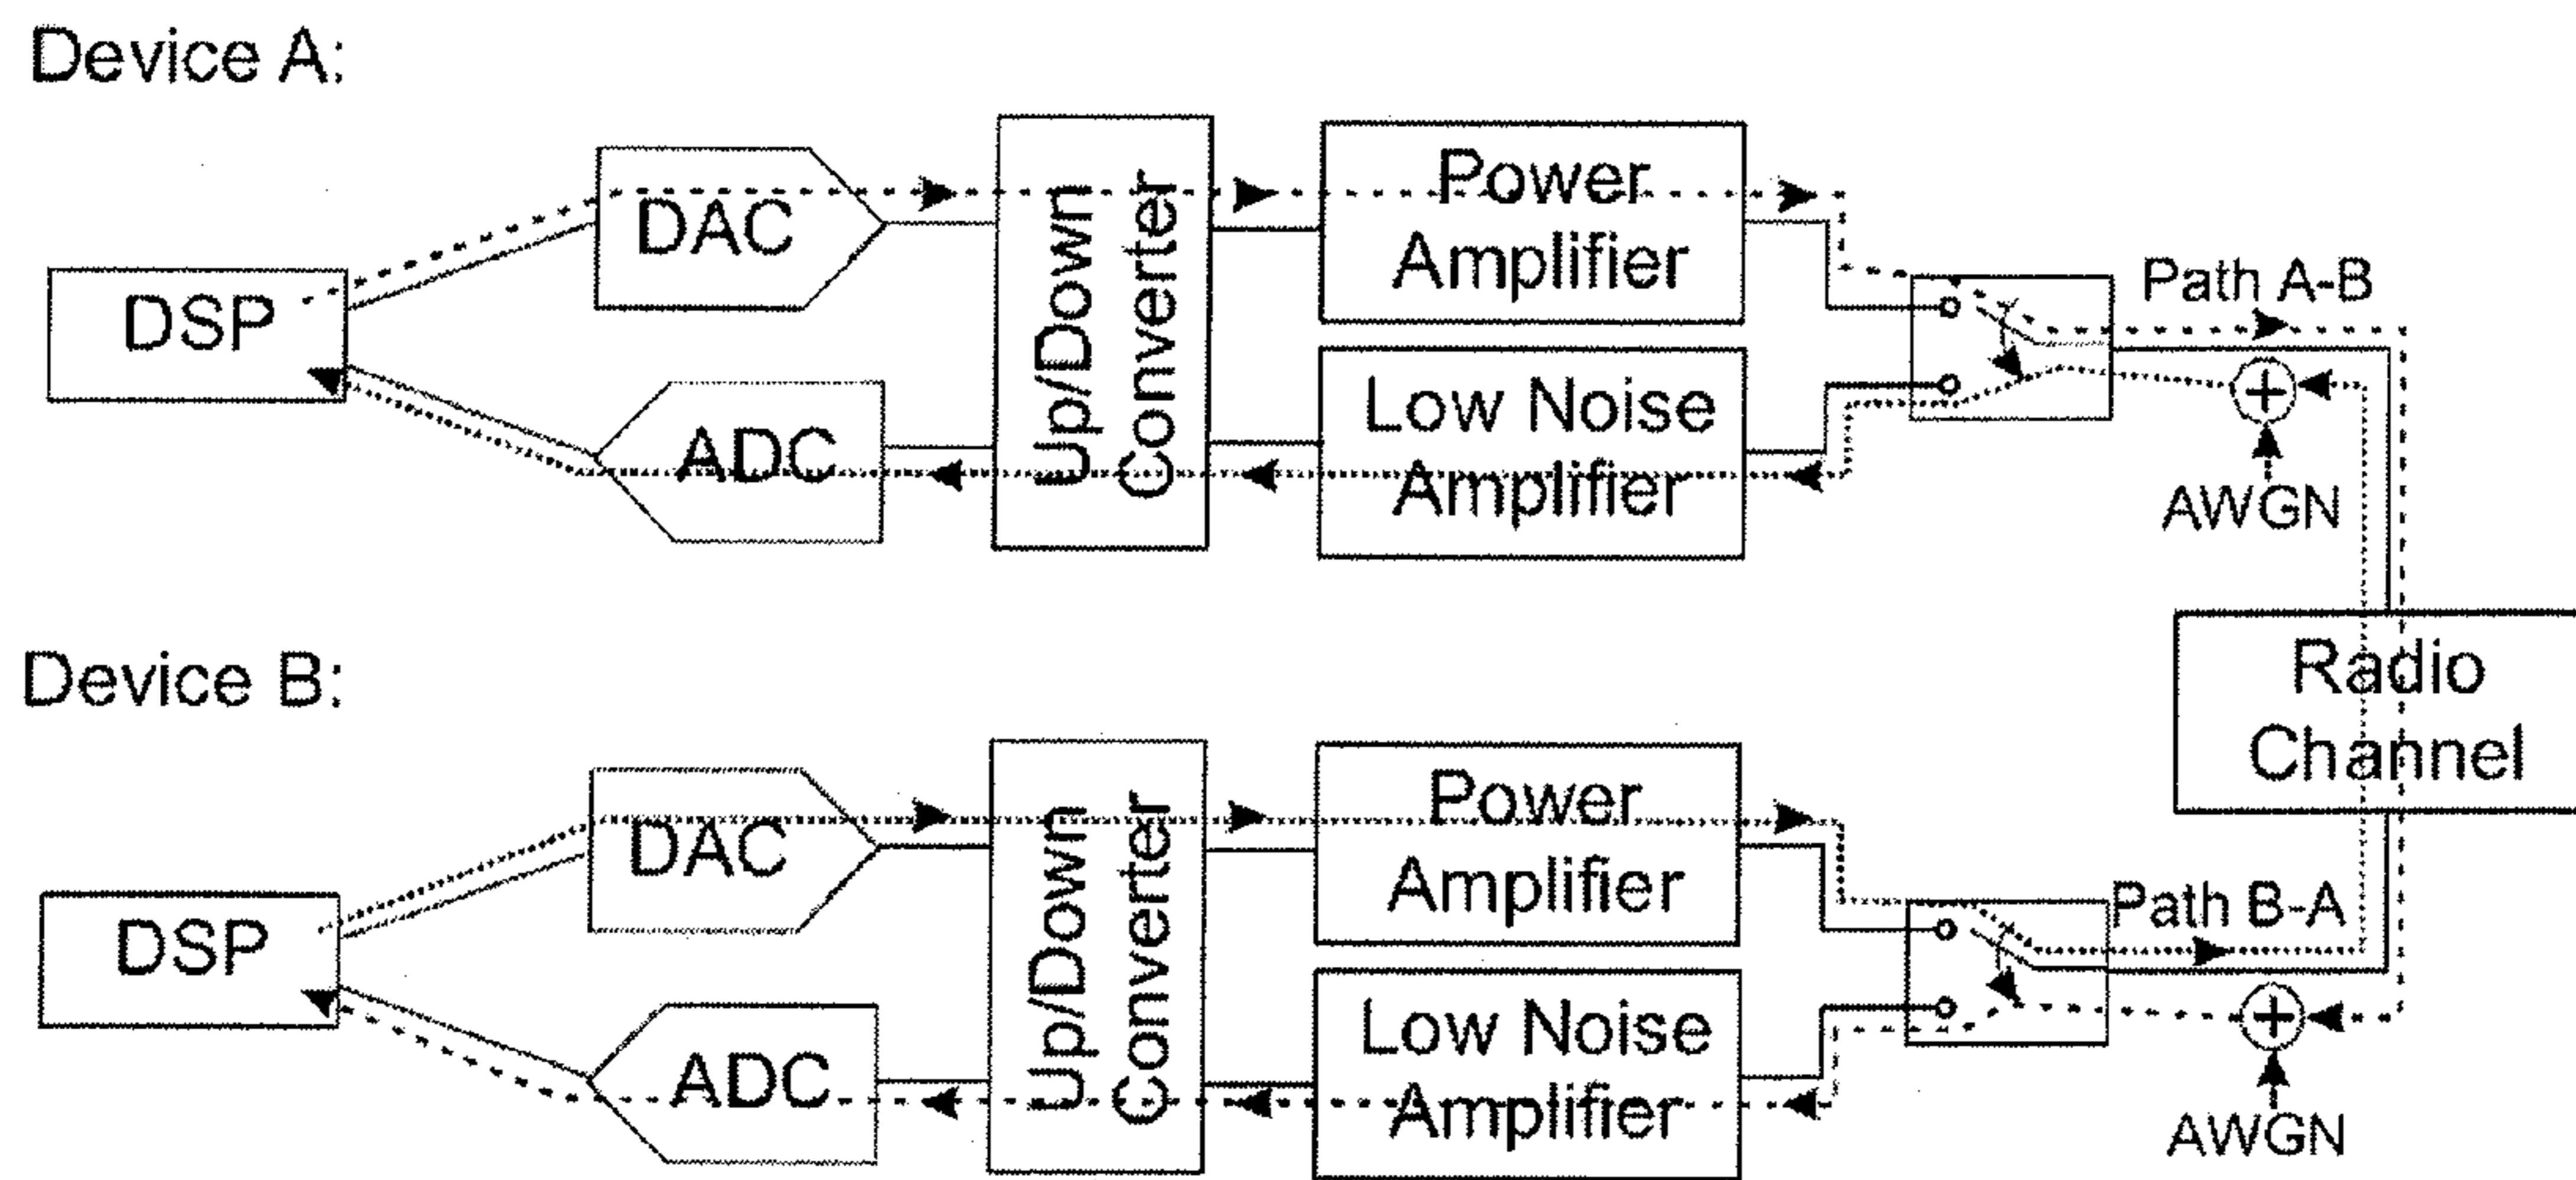 Device A:
DSP
DAC
ADC
Up/Down
Converter
Power
Amplifier
Low Noise
Amplifier
Path A-B
AWGN
Radio
Channel
Device B:
DSP
DAC
ADC
Up/Down
Converter
Power
Amplifier
Low Noise
Amplifier
Path B-A
AWGN